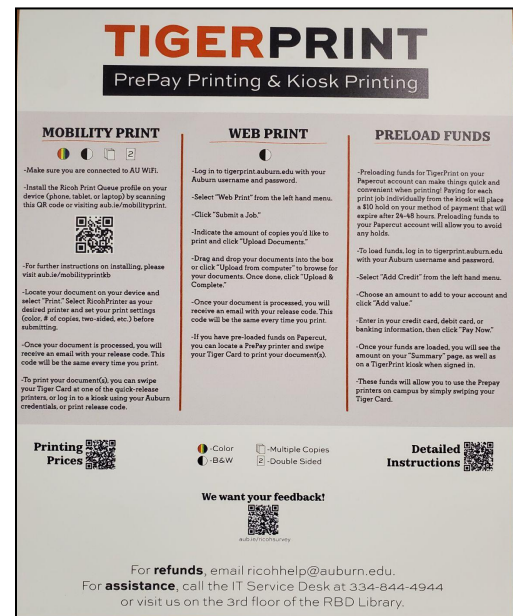 TIGERPRINT
PrePay Printing & Kiosk Printing
MOBILITY PRINT
2
-Make sure you are connected to AU WiFi.
-Install the Ricoh Print Queue profile on your
device (phone, tablet, or laptop) by scanning
this QR code or visiting aub.ie/mobilityprint.
-For further instructions on installing, please
visit aub.ie/mobilityprintkb
-Locate your document on your device and
select "Print." Select RicohPrinter as your
desired printer and set your print settings
(color, # of copies, two-sided, etc.) before
submitting.
-Once your document is processed, you will
receive an email with your release code. This
code will be the same every time you print.
-To print your document(s), you can swipe
your Tiger Card at one of the quick-release
printers, or log in to a kiosk using your Auburn
credentials, or print release code.
WEB PRINT
-Log in to tigerprint.auburn.edu with your
Auburn username and password.
-Select "Web Print" from the left hand menu.
-Click "Submit a Job."
-Indicate the amount of copies you'd like to
print and click "Upload Documents."
-Drag and drop your documents into the box
or click "Upload from computer" to browse for
your documents. Once done, click "Upload &
Complete."
-Once your document is processed, you will
receive an email with your release code. This
code will be the same every time you print.
-If you have pre-loaded funds on Papercut,
you can locate a PrePay printer and swipe
your Tiger Card to print your document(s).
PRELOAD FUNDS
-Preloading funds for TigerPrint on your
Papercut account can make things quick and
convenient when printing! Paying for each
print job individually from the kiosk will place
a $10 hold on your method of payment that will
expire after 24-48 hours. Preloading funds to
your Papercut account will allow you to avoid
any holds.
-To load funds, log in to tigerprint.auburn.edu
with your Auburn username and password.
-Select "Add Credit" from the left hand menu.
-Choose an amount to add to your account and
click "Add value."
-Enter in your credit card, debit card, or
banking information, then click "Pay Now."
-Once your funds are loaded, you will see the
amount on your "Summary" page, as well as
on a TigerPrint kiosk when signed in.
-These funds will allow you to use the Prepay
printers on campus by simply swiping your
Tiger Card.
Printing
Prices
-Color
-B&W
-Multiple Copies
2 -Double Sided
Detailed
Instructions
We want your feedback!
aub.ie/ricohsurvey
For refunds, email ricohhelp@auburn.edu.
For assistance, call the IT Service Desk at 334-844-4944
or visit us on the 3rd floor of the RBD Library.